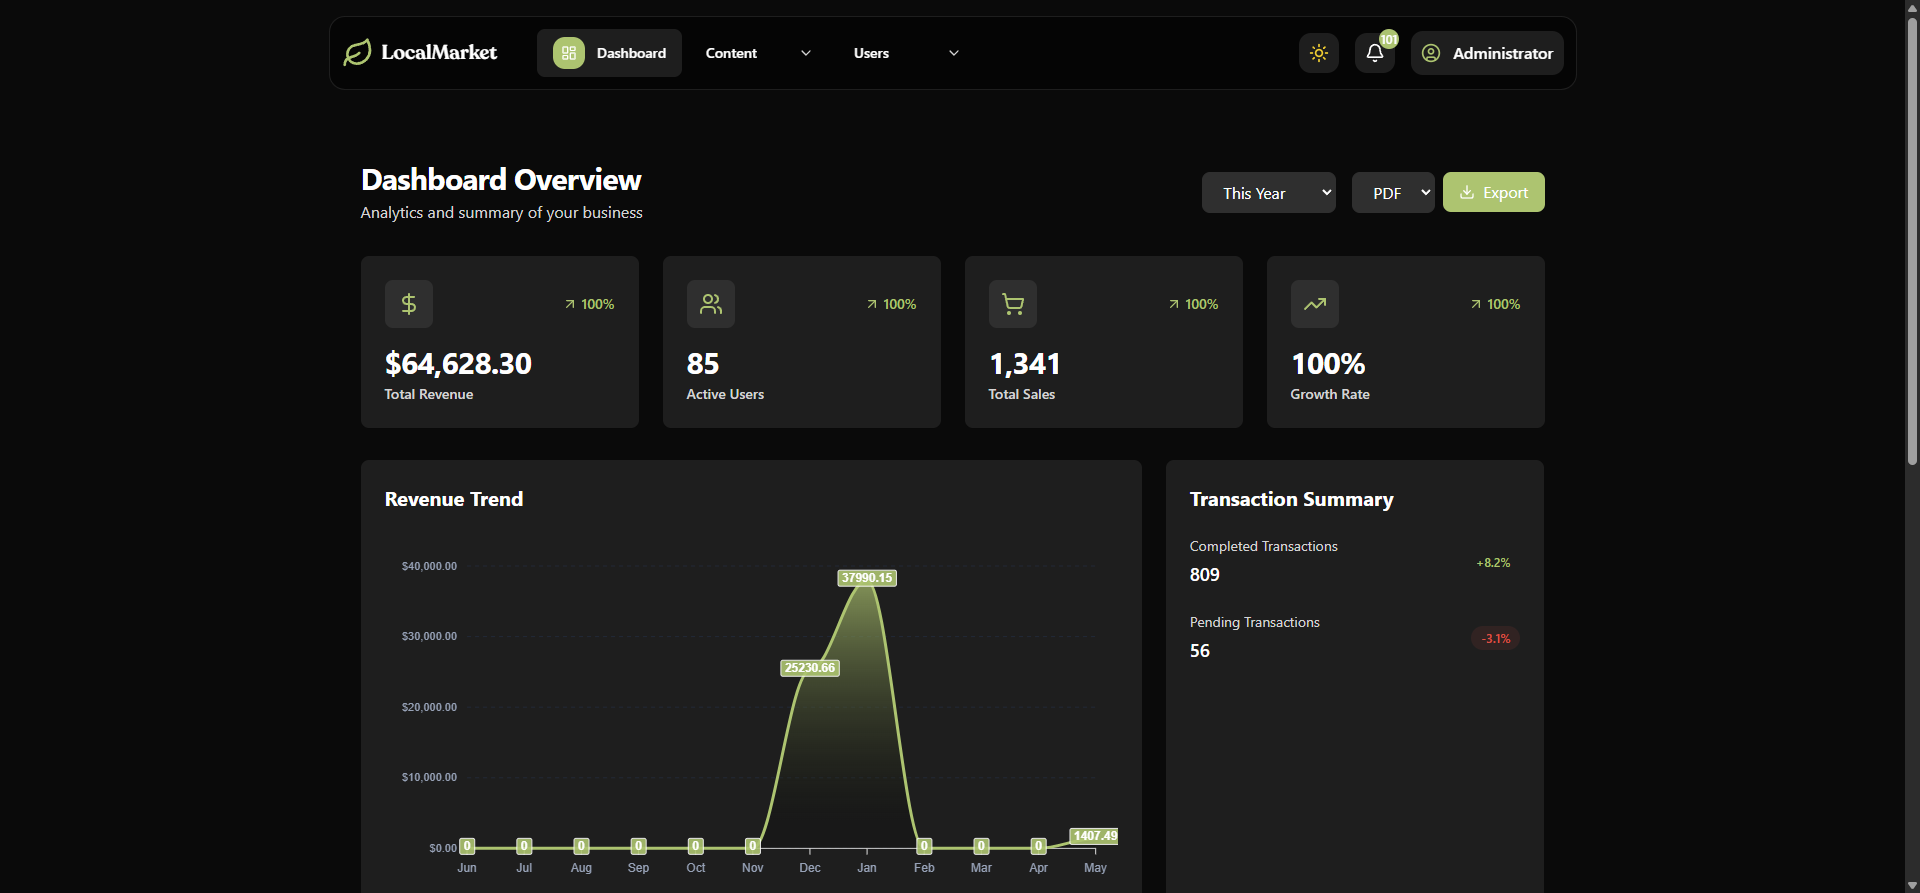 LocalMarket
Dashboard
Content
Users
101
Administrator
Dashboard Overview
Analytics and summary of your business
This Year
PDF
Export
100%
$64,628.30
Total Revenue
100%
85
Active Users
100%
1,341
Total Sales
100%
100%
Growth Rate
Revenue Trend
$40,000.00
$30,000.00
$20,000.00
$10,000.00
$0.00
0
0
0
0
0
0
25230.66
37990.15
0
0
0
1407.49
Jun
Jul
Aug
Sep
Oct
Nov
Dec
Jan
Feb
Mar
Apr
May
Transaction Summary
Completed Transactions
809
+8.2%
Pending Transactions
56
-3.1%